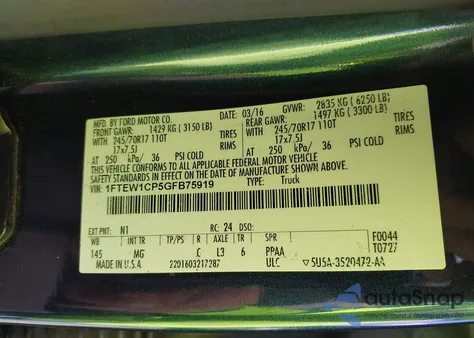 MFD. BY FORD MOTOR CO. 03/16 GVWR: 2835 KG ( 6250 LB)
FRONT GAWR: 1429 KG ( 3150 LB) REAR GAWR: 1497 KG ( 3300 LB)
245/70R17 110T TIRES 245/70R17 110T TIRES
17x7.5J RIMS 17x7.5J RIMS
AT 250 kPa/ 36 PSI COLD AT 250 kPa/ 36 PSI COLD
THIS VEHICLE CONFORMS TO ALL APPLICABLE FEDERAL MOTOR VEHICLE
SAFETY STANDARDS IN EFFECT ON THE DATE OF MANUFACTURE SHOWN ABOVE.
VIN: 1FTEW1CP5GFB75919 TYPE: Truck
EXT PNT: N1 RC: 24 DSO: F0044
WB INT TR TP/PS R AXLE TR SPR T0727
145 MG C L3 6 PPAA
2201603217287 ULC 5U5A-3520472-AA
autoSnap